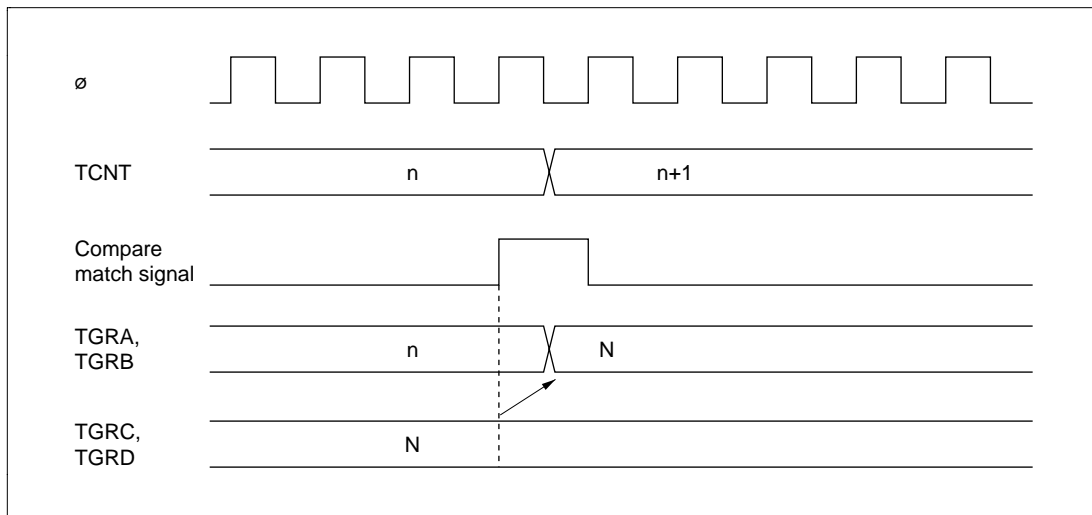 ø
TCNT n n+1
Compare
match signal
TGRA,
TGRB n N
TGRC,
TGRD N